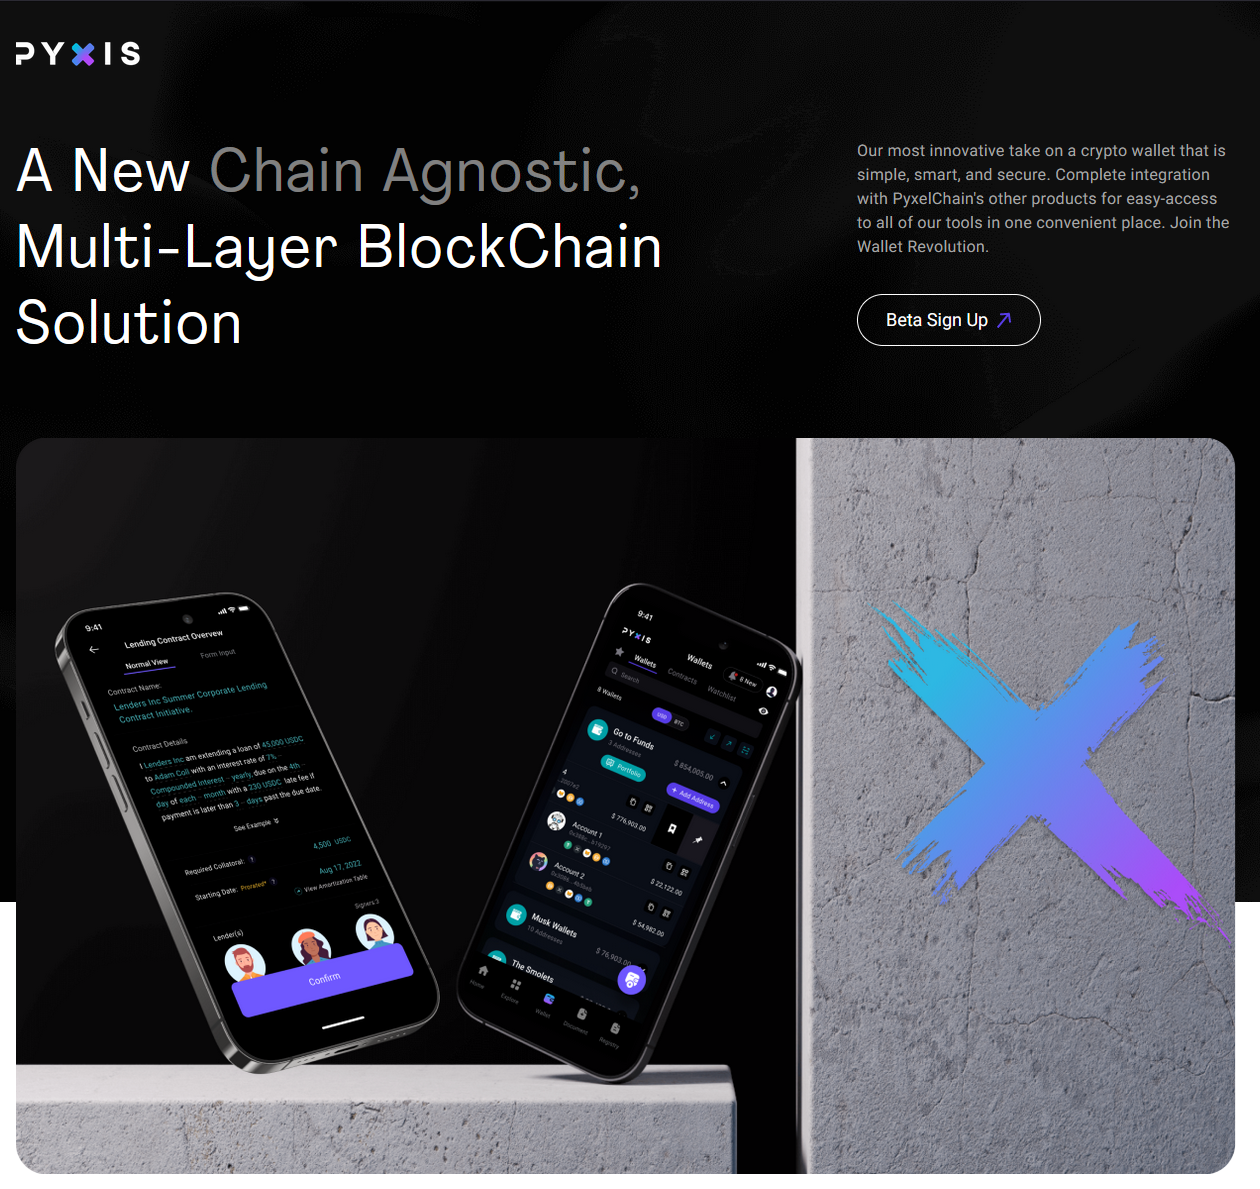 PYXIS
A New Chain Agnostic,
Multi-Layer BlockChain
Solution
Our most innovative take on a crypto wallet that is
simple, smart, and secure. Complete integration
with PyxelChain's other products for easy-access
to all of our tools in one convenient place. Join the
Wallet Revolution.
Beta Sign Up
9:41
Lending Contract Overvew
Normal View
Form Input
Contract Name:
Lenders Inc Summer Corporate Lending
Contract Initiative.
Contract Details
I Lenders Inc am extending a loan of 45,000 USDC
to Adam Coll with an interest rate of 7%
Compounded Interest - yearly, due on the 4th -
day of each - month with a 230 USDC late fee if
payment is later than 3 - days past the due date.
See Example
Required Collatoral: ?
4,500 USDC
Starting Date: Prorated* ?
Aug 17, 2022
View Amortization Table
Signers:3
Lender(s)
Confirm
9:41
PYXIS
Wallets
8 New
Wallets
Contracts
Watchlist
Search
8 Wallets
USD
BTC
Go to Funds
3 Addresses
$ 854,005.00
Portfolio
+ Add Address
4
$ 776,903.00
Account 1
$ 22,122.00
Account 2
$ 54,982.00
Musk Wallets
10 Addresses
The Smolets
Home
Explore
Wallet
Document
Registry